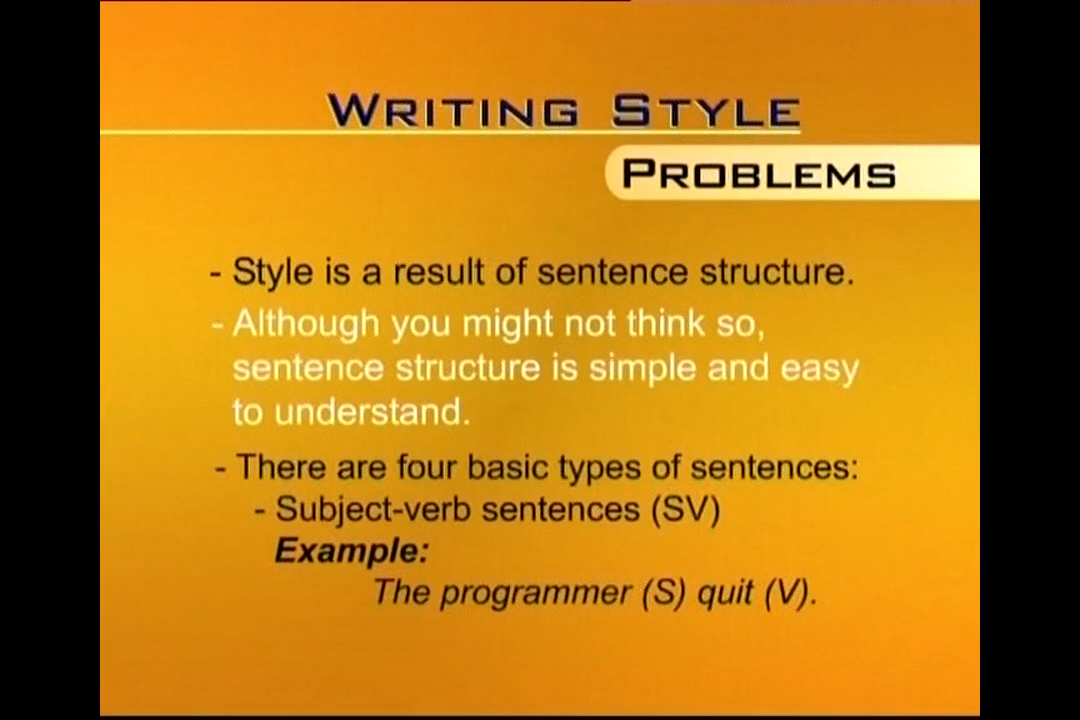 WRITING STYLE
PROBLEMS
- Style is a result of sentence structure.
- Although you might not think so,
sentence structure is simple and easy
to understand.
- There are four basic types of sentences:
- Subject-verb sentences (SV)
Example:
The programmer (S) quit (V).